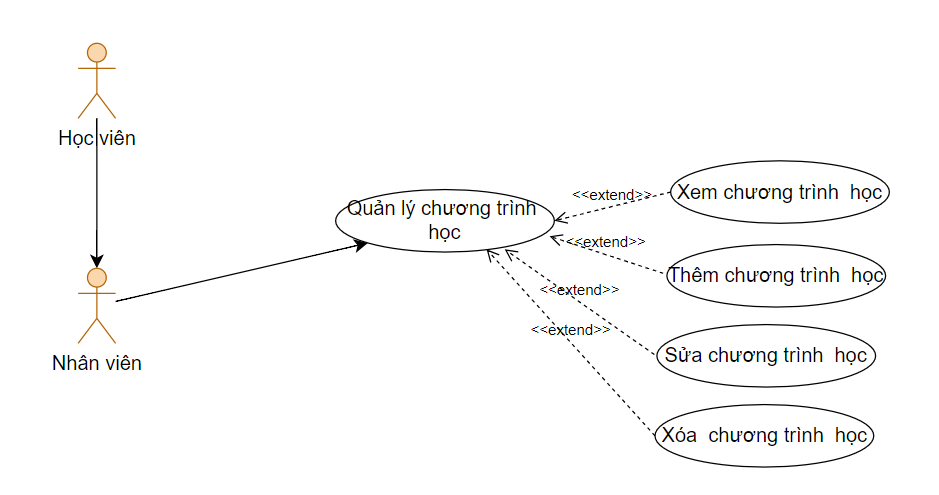 Học viên
Nhân viên
Quản lý chương trình
học
<<extend>>
Xem chương trình học
<<extend>>
Thêm chương trình học
<<extend>>
Sửa chương trình học
<<extend>>
Xóa chương trình học